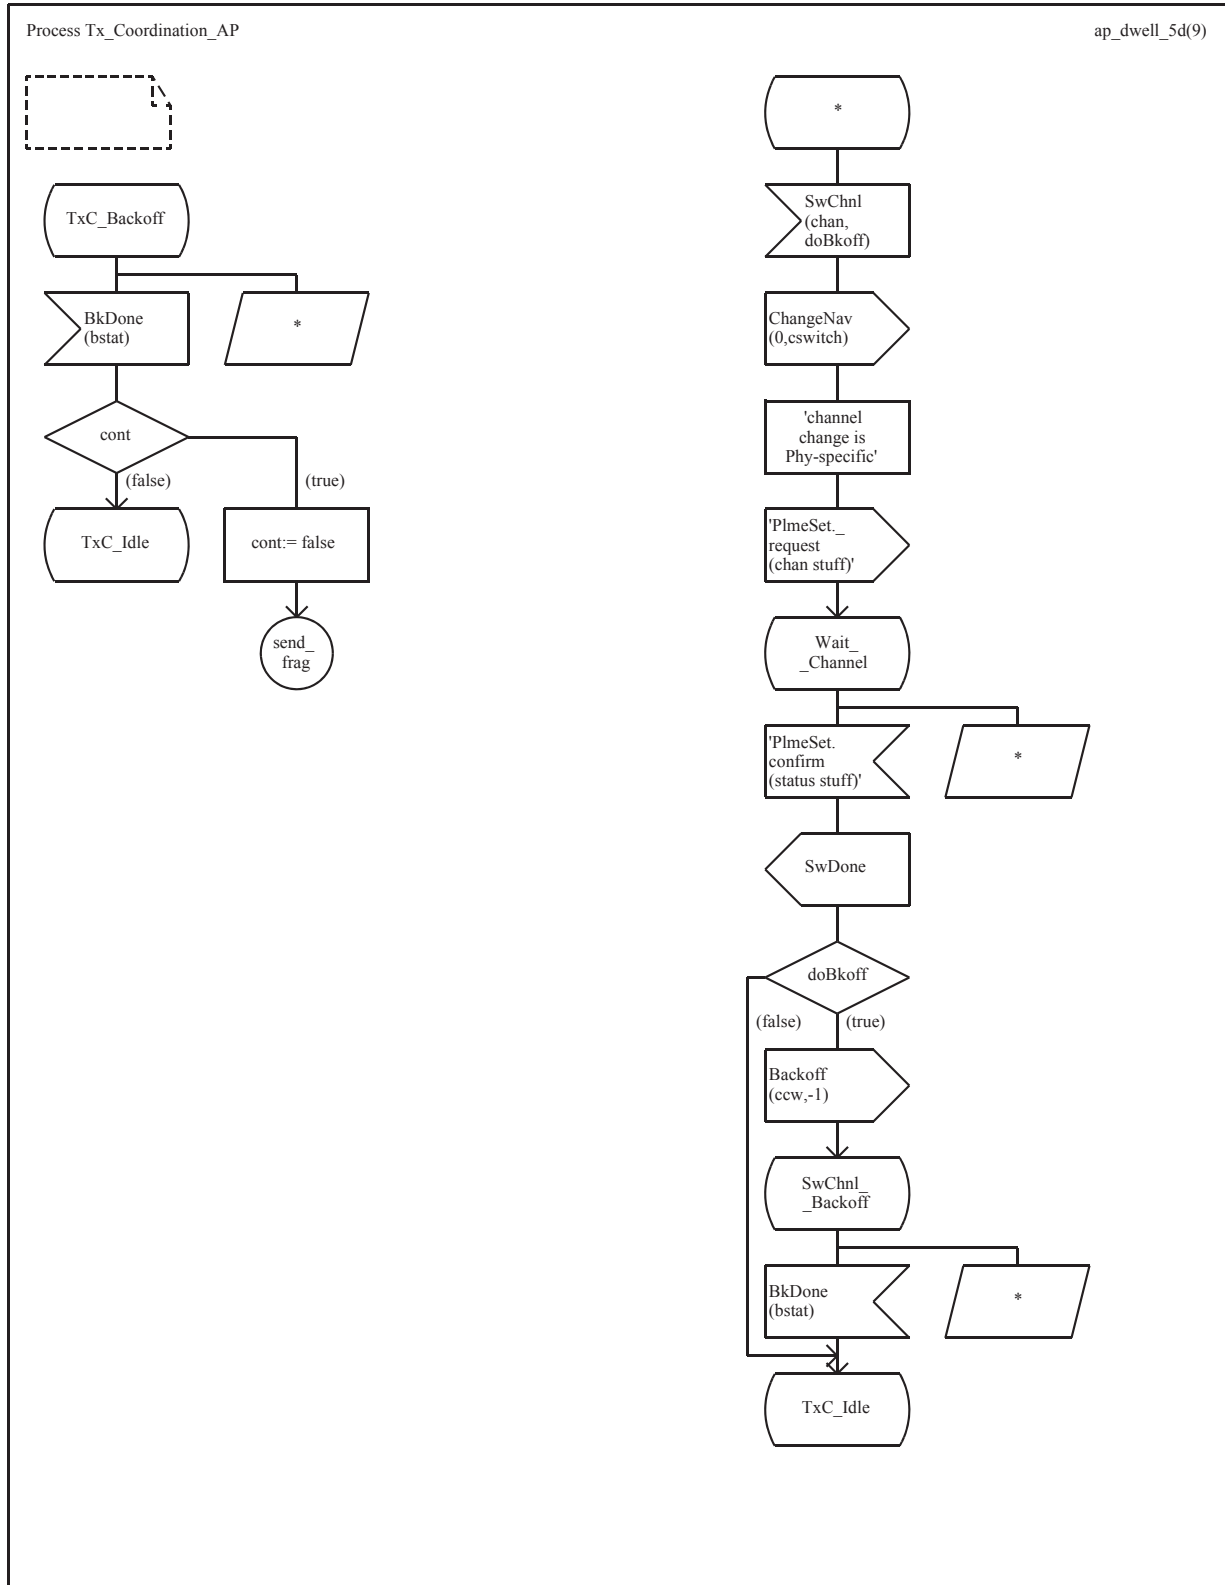 Process Tx_Coordination_AP
ap_dwell_5d(9)
TxC_Backoff
BkDone
(bstat)
*
cont
(false)
(true)
TxC_Idle
cont:= false
send_
frag
*
SwChnl
(chan,
doBkoff)
ChangeNav
(0,cswitch)
'channel
change is
Phy-specific'
'PlmeSet._
request
(chan stuff)'
Wait_
_Channel
'PlmeSet.
confirm
(status stuff)'
*
SwDone
doBkoff
(false)
(true)
Backoff
(ccw,-1)
SwChnl_
_Backoff
BkDone
(bstat)
*
TxC_Idle